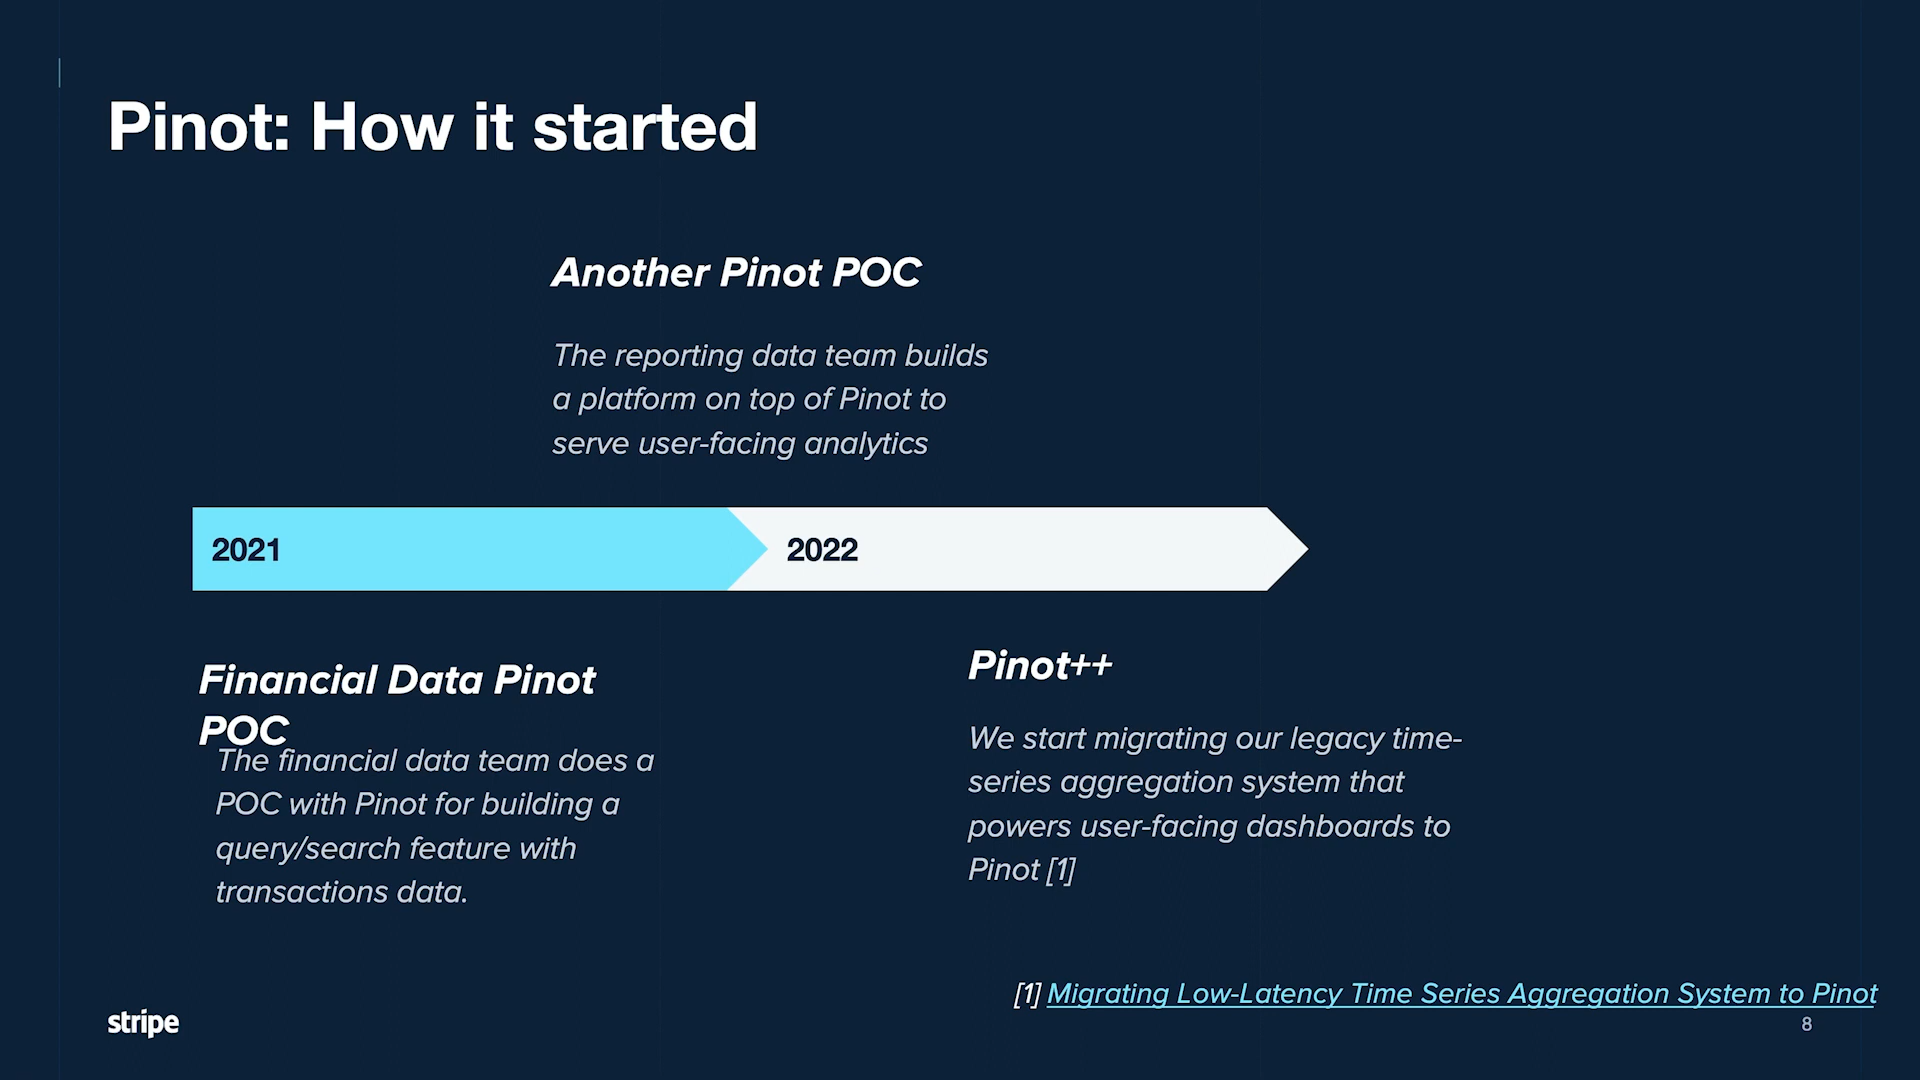 Pinot: How it started
Another Pinot POC
The reporting data team builds
a platform on top of Pinot to
serve user-facing analytics
2021
2022
Financial Data Pinot
POC
The financial data team does a
POC with Pinot for building a
query/search feature with
transactions data.
Pinot++
We start migrating our legacy time-
series aggregation system that
powers user-facing dashboards to
Pinot [1]
[1] Migrating Low-Latency Time Series Aggregation System to Pinot
stripe
8